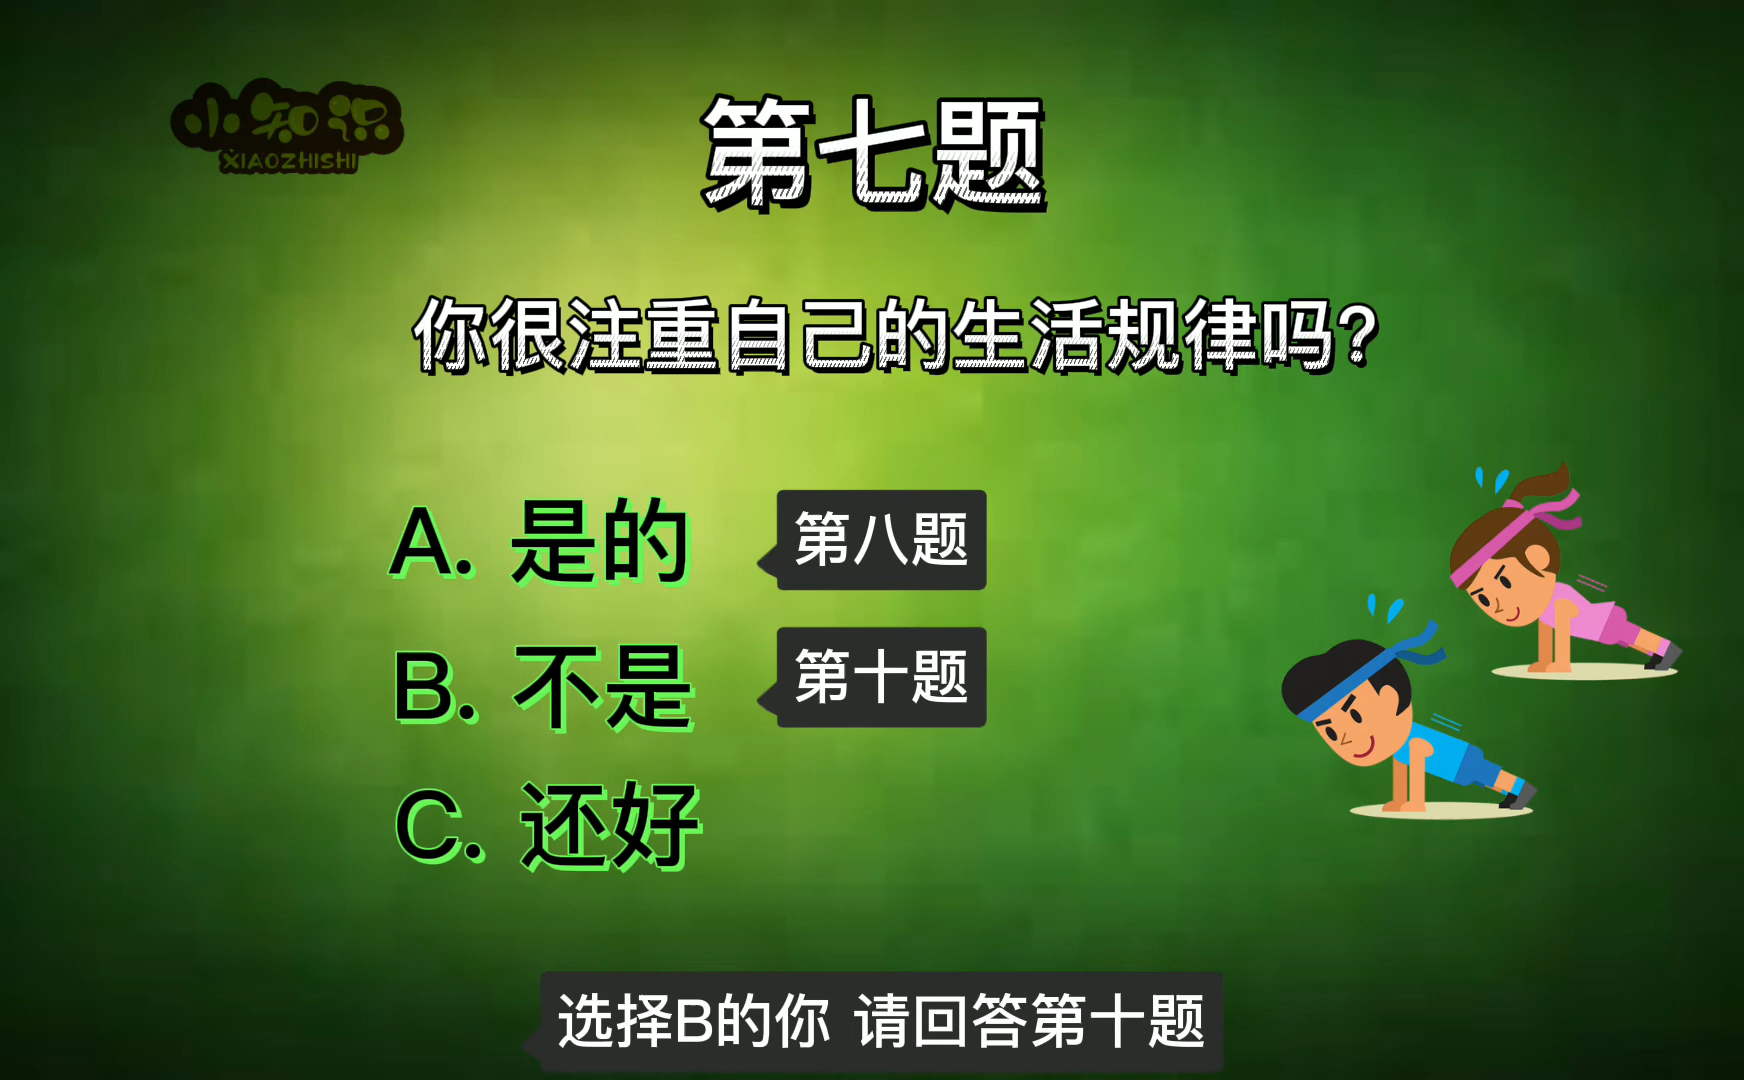 小知识
XIAOZHISHI
第七题
你很注重自己的生活规律吗?
A. 是的 第八题
B. 不是 第十题
C. 还好
选择B的你 请回答第十题